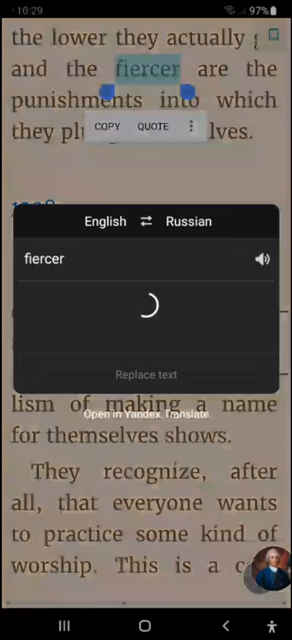 10:29
97%
the lower they actually
and the fiercer are the
punishments into which
they lves.
COPY QUOTE
English Russian
fiercer
Replace text
lism of making a name
Open in Yandex.Translate
for themselves shows.
They recognize, after
all, that everyone wants
to practice some kind of
worship. This is a